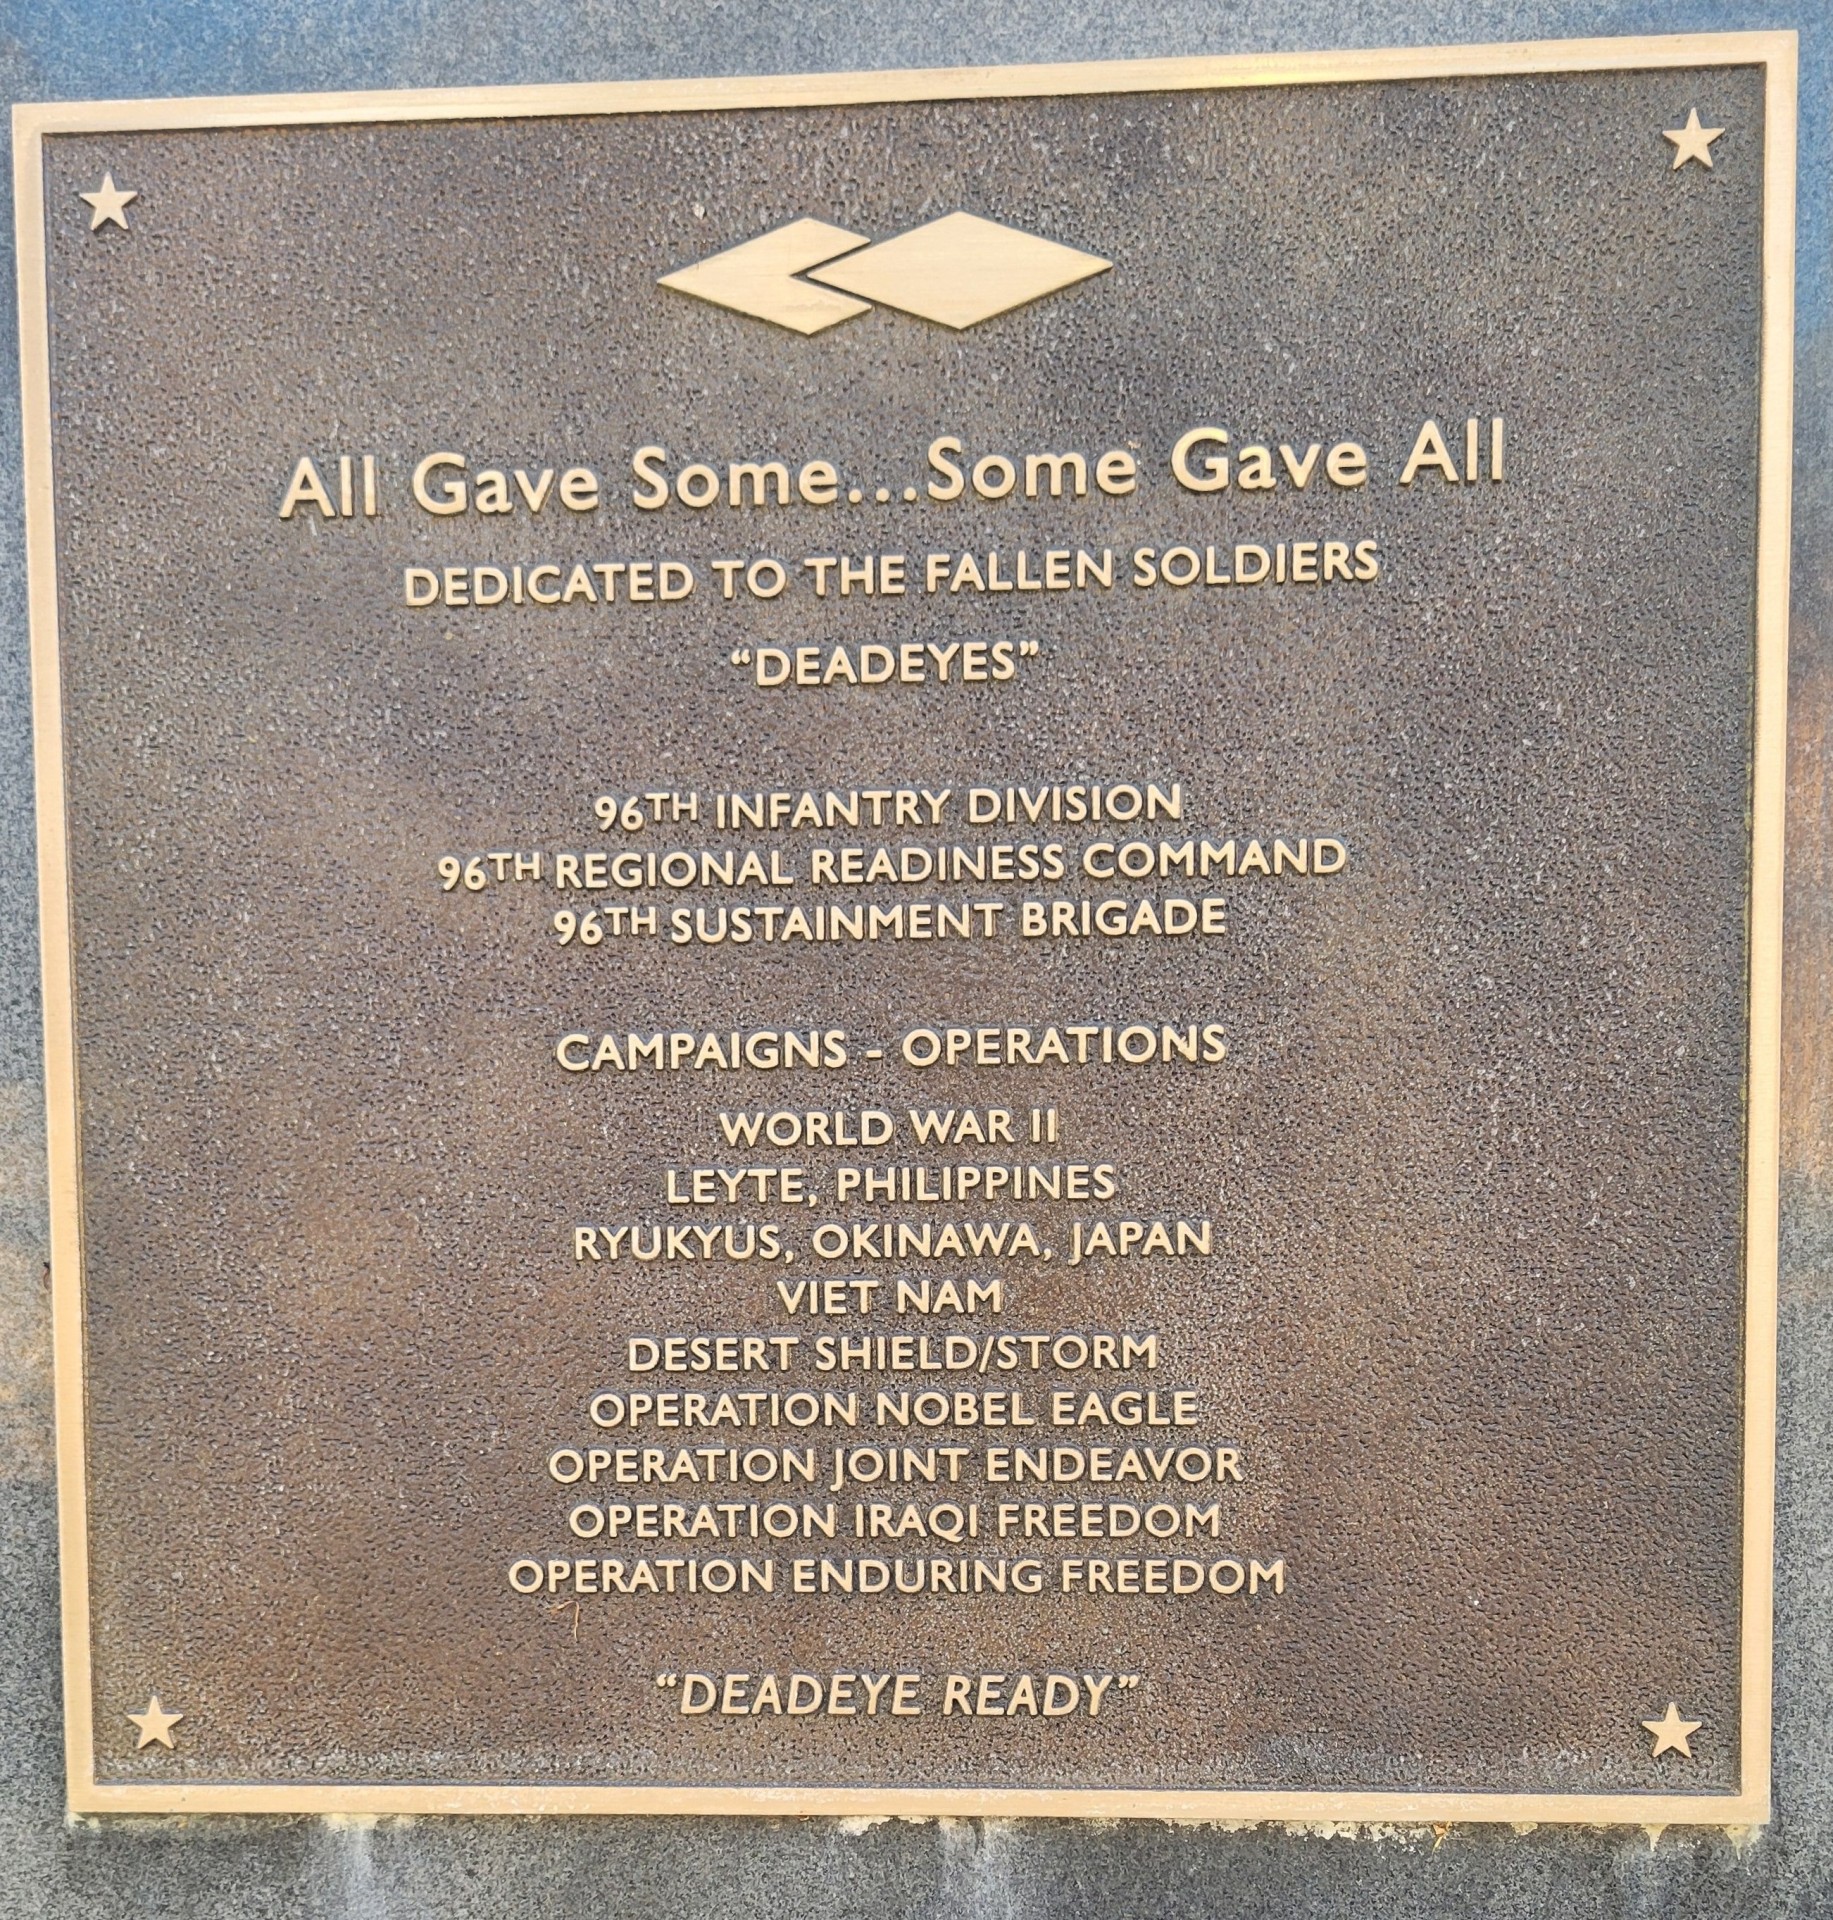 All Gave Some...Some Gave All
DEDICATED TO THE FALLEN SOLDIERS
“DEADEYES”
96TH INFANTRY DIVISION
96TH REGIONAL READINESS COMMAND
96TH SUSTAINMENT BRIGADE
CAMPAIGNS - OPERATIONS
WORLD WAR II
LEYTE, PHILIPPINES
RYUKYUS, OKINAWA, JAPAN
VIET NAM
DESERT SHIELD/STORM
OPERATION NOBEL EAGLE
OPERATION JOINT ENDEAVOR
OPERATION IRAQI FREEDOM
OPERATION ENDURING FREEDOM
“DEADEYE READY”